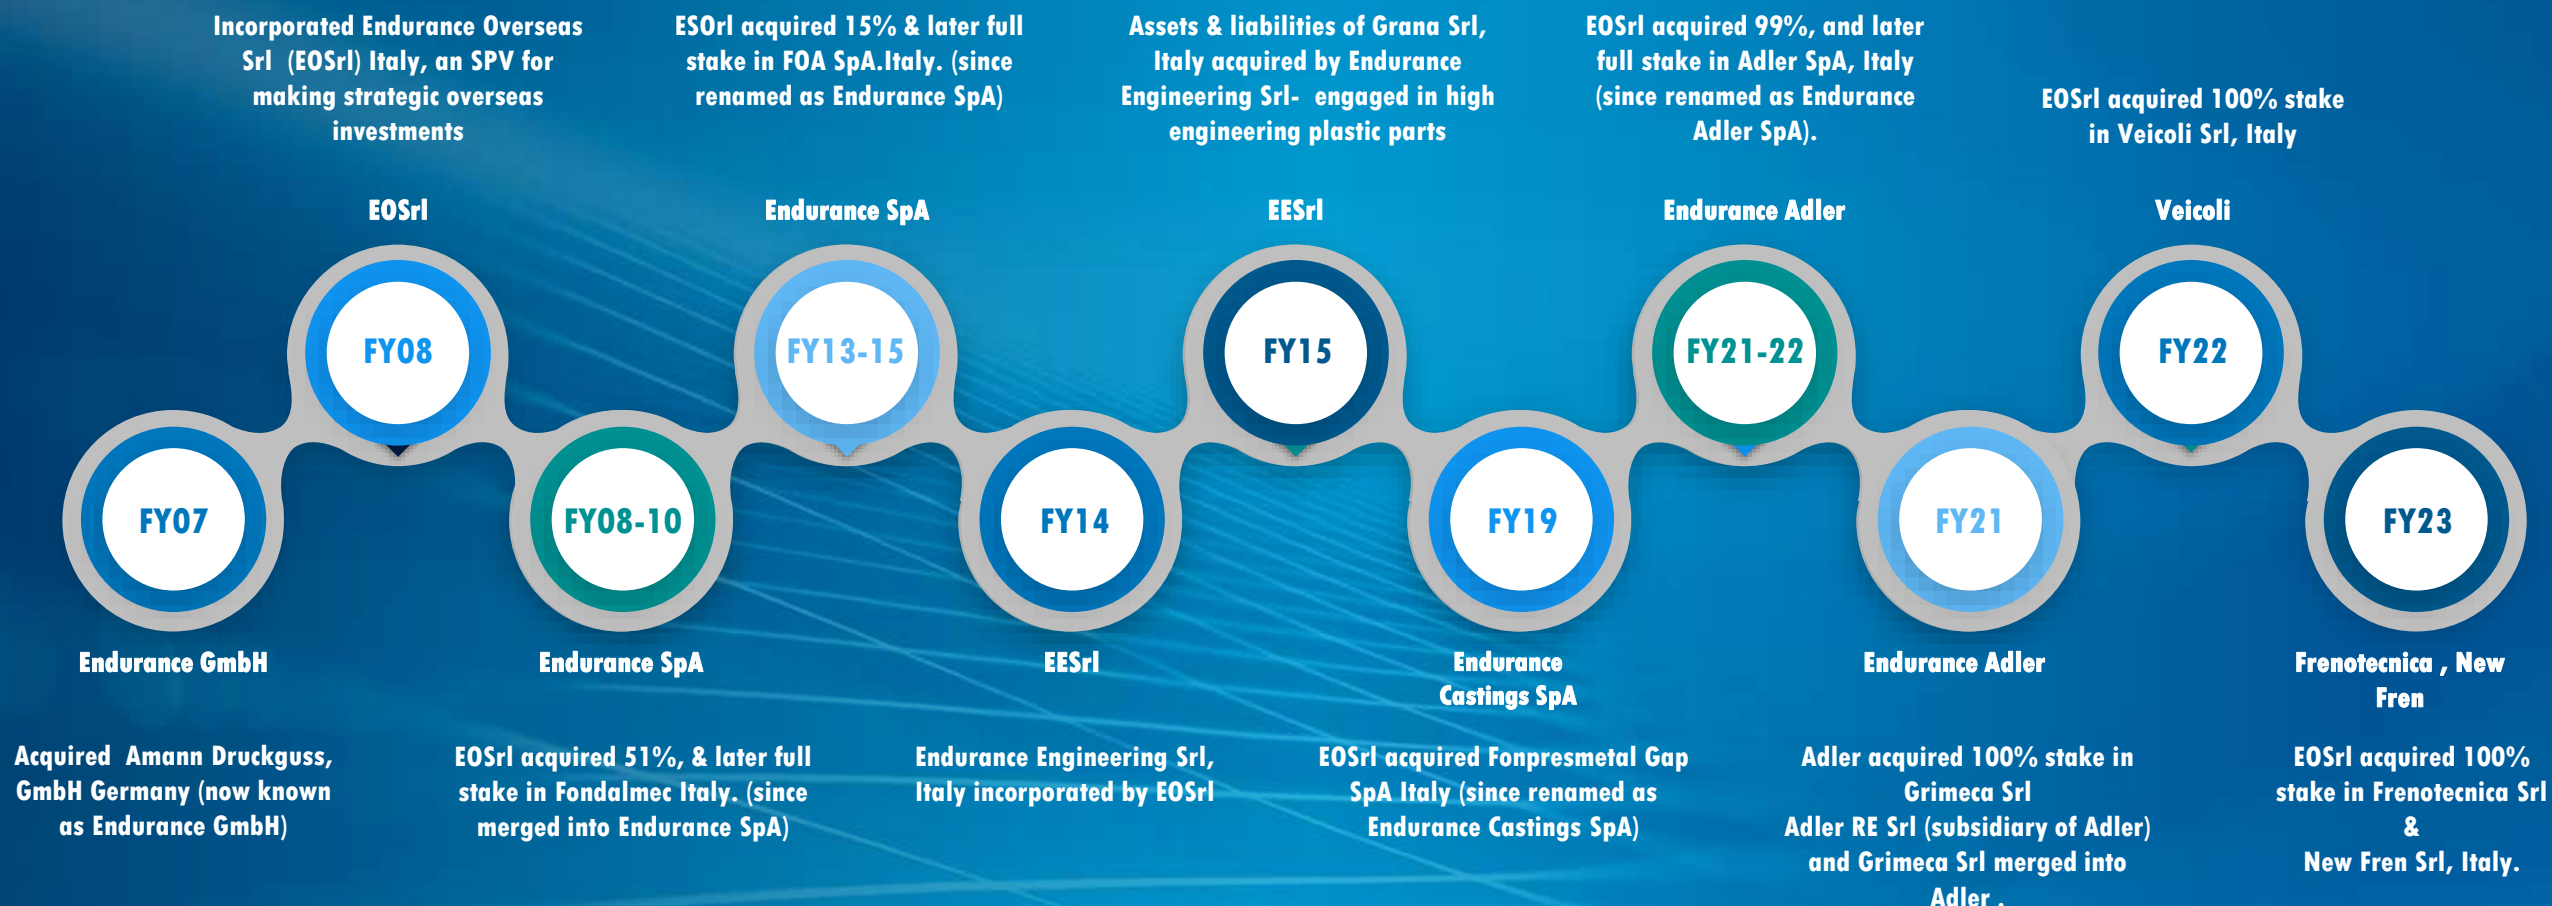 Incorporated Endurance Overseas
Srl (EOSrl) Italy, an SPV for
making strategic overseas
investments
EOSrl
FY08
ESOrl acquired 15% & later full
stake in FOA SpA.Italy. (since
renamed as Endurance SpA)
Endurance SpA
FY13-15
Assets & liabilities of Grana Srl,
Italy acquired by Endurance
Engineering Srl- engaged in high
engineering plastic parts
EESrl
FY15
EOSrl acquired 99%, and later
full stake in Adler SpA, Italy
(since renamed as Endurance
Adler SpA).
Endurance Adler
FY21-22
EOSrl acquired 100% stake
in Veicoli Srl, Italy
Veicoli
FY22
FY07
Endurance GmbH
Acquired Amann Druckguss,
GmbH Germany (now known
as Endurance GmbH)
FY08-10
Endurance SpA
EOSrl acquired 51%, & later full
stake in Fondalmec Italy. (since
merged into Endurance SpA)
FY14
EESrl
Endurance Engineering Srl,
Italy incorporated by EOSrl
FY19
Endurance
Castings SpA
EOSrl acquired Fonpresmetal Gap
SpA Italy (since renamed as
Endurance Castings SpA)
FY21
Endurance Adler
Adler acquired 100% stake in
Grimeca Srl
Adler RE Srl (subsidiary of Adler)
and Grimeca Srl merged into
Adler .
FY23
Frenotecnica , New
Fren
EOSrl acquired 100%
stake in Frenotecnica Srl
&
New Fren Srl, Italy.